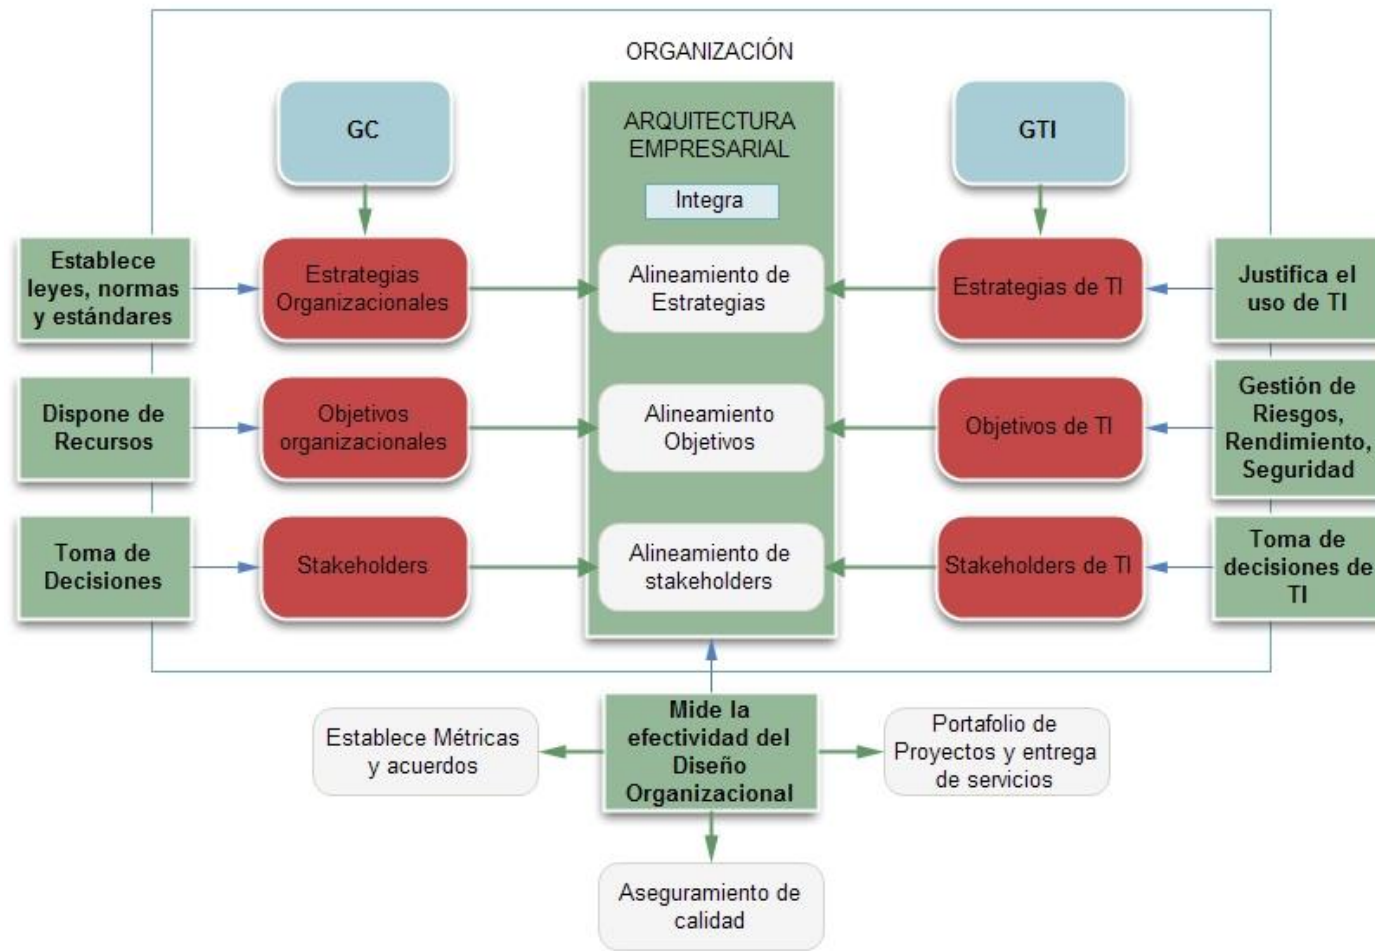 ORGANIZACIÓN
GC
ARQUITECTURA
EMPRESARIAL
GTI
Integra
Establece
leyes, normas
y estándares
Estrategias
Organizacionales
Alineamiento de
Estrategias
Estrategias de TI
Justifica el
uso de TI
Dispone de
Recursos
Objetivos
organizacionales
Alineamiento
Objetivos
Objetivos de TI
Gestión de
Riesgos,
Rendimiento,
Seguridad
Toma de
Decisiones
Stakeholders
Alineamiento de
stakeholders
Stakeholders de TI
Toma de
decisiones de
TI
Establece Métricas
y acuerdos
Mide la
efectividad del
Diseño
Organizacional
Portafolio de
Proyectos y entrega
de servicios
Aseguramiento de
calidad